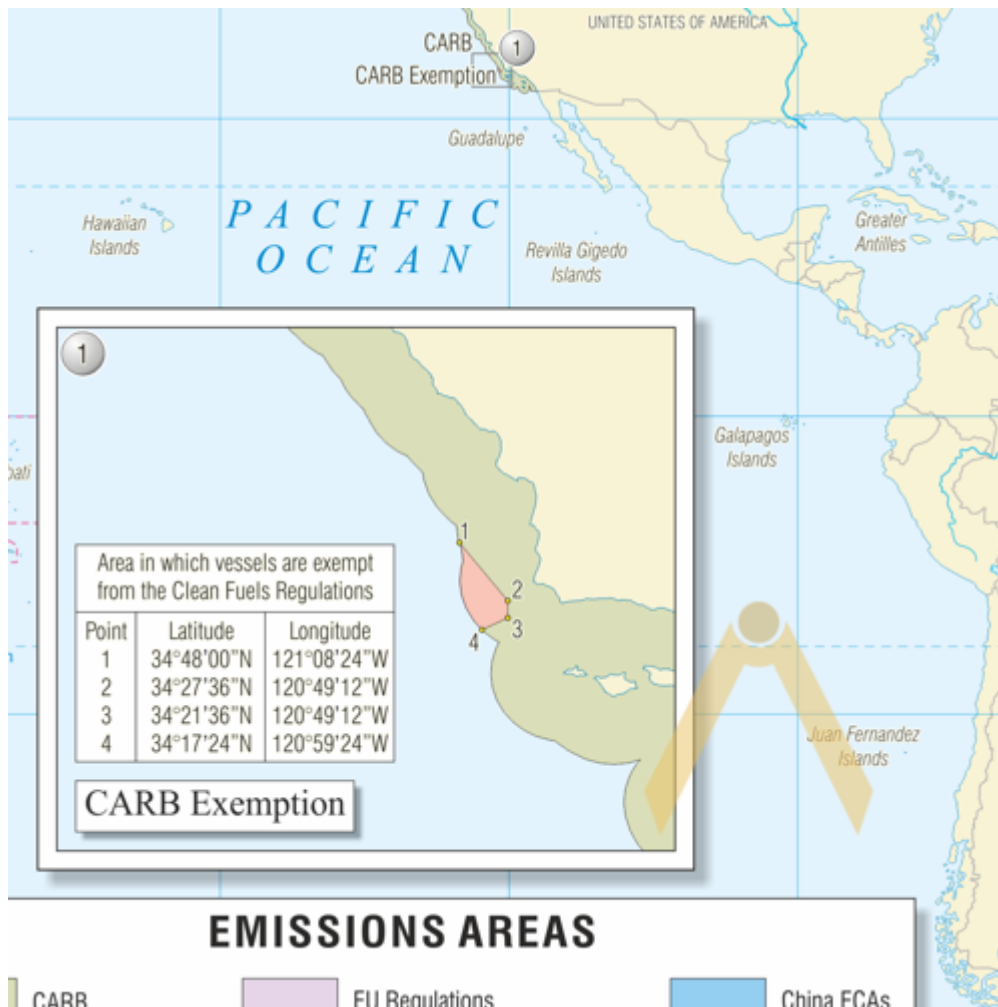 UNITED STATES OF AMERICA
CARB
1
CARB Exemption
Guadalupe
Hawaiian
Islands
PACIFIC
OCEAN
Revilla Gigedo
Islands
Greater
Antilles
1
Galapagos
Islands
1
2
3
4
Area in which vessels are exempt
from the Clean Fuels Regulations
Point Latitude Longitude
1 34°48'00"N 121°08'24"W
2 34°27'36"N 120°49'12"W
3 34°21'36"N 120°49'12"W
4 34°17'24"N 120°59'24"W
Juan Fernandez
Islands
CARB Exemption
EMISSIONS AREAS
CARB EU Regulations China ECAs